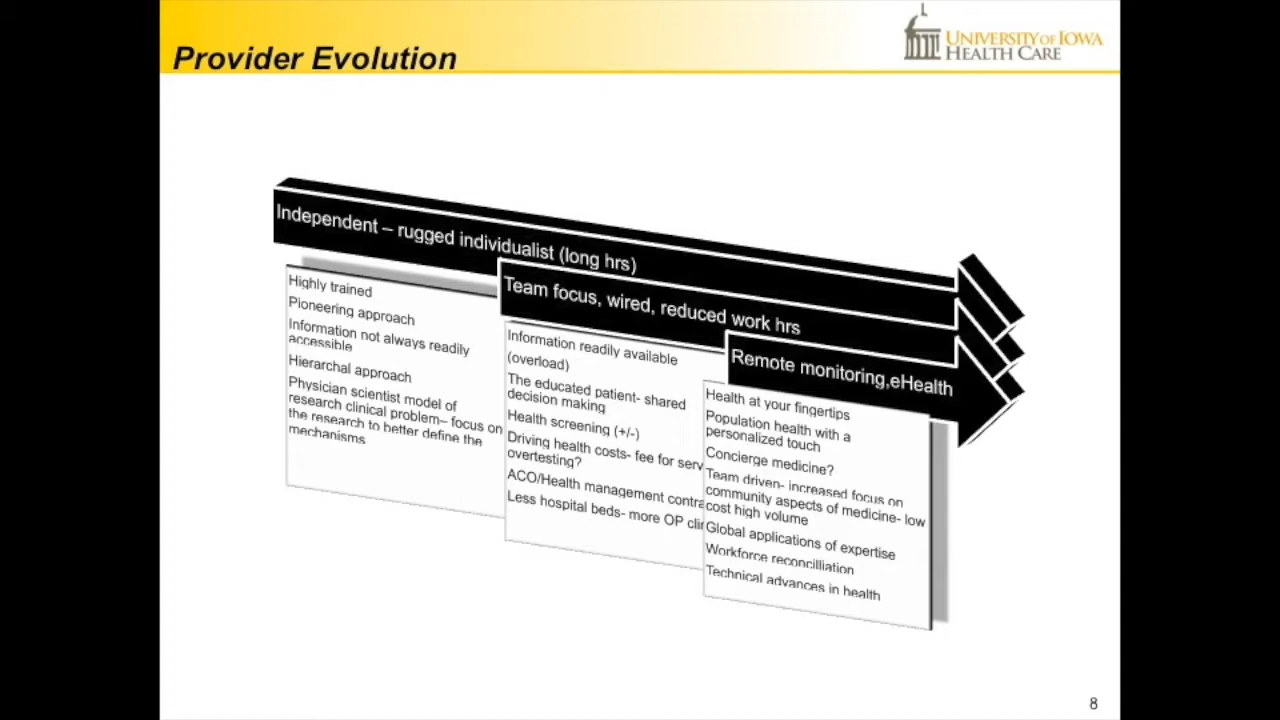 Provider Evolution
UNIVERSITY OF IOWA
HEALTH CARE
Independent – rugged individualist (long hrs)
Highly trained
Pioneering approach
Information not always readily
accessible
Hierarchal approach
Physician scientist model of
research clinical problem– focus on
the research to better define the
mechanisms
Team focus, wired, reduced work hrs
Information readily available
(overload)
The educated patient- shared
decision making
Health screening (+/-)
Driving health costs- fee for serv
overtesting?
ACO/Health management contra
Less hospital beds- more OP
Remote monitoring,eHealth
Health at your fingertips
Population health with a
personalized touch
Concierge medicine?
Team driven- increased focus on
community aspects of medicine- low
cost high volume
Global applications of expertise
Workforce reconcilliation
Technical advances in health
8